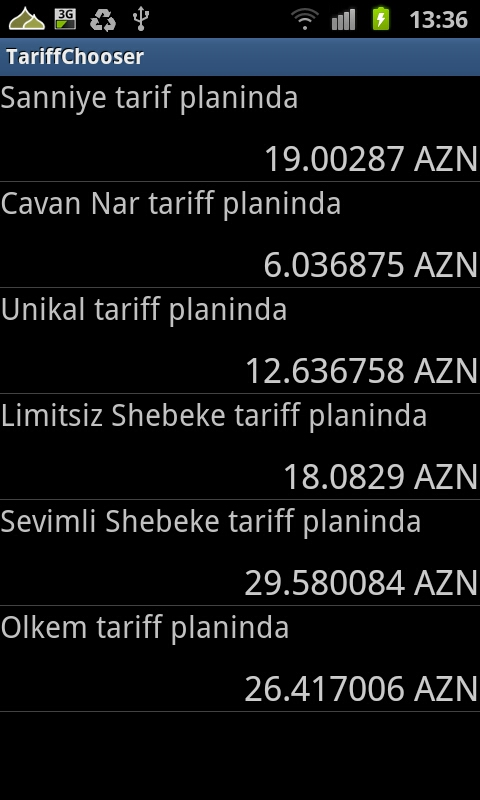 3G
13:36
TariffChooser
Sanniye tarif planinda
19.00287 AZN
Cavan Nar tariff planinda
6.036875 AZN
Unikal tariff planinda
12.636758 AZN
Limitsiz Shebeke tariff planinda
18.0829 AZN
Sevimli Shebeke tariff planinda
29.580084 AZN
Olkem tariff planinda
26.417006 AZN